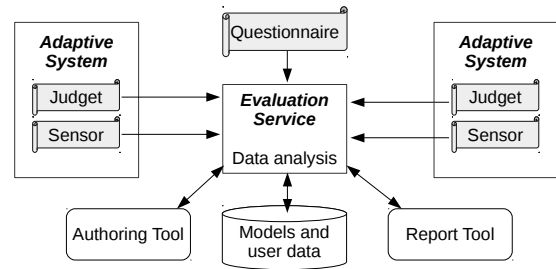 Questionnaire
Adaptive
System
Judget
Sensor
Evaluation
Service
Data analysis
Adaptive
System
Judget
Sensor
Authoring Tool
Models and
user data
Report Tool